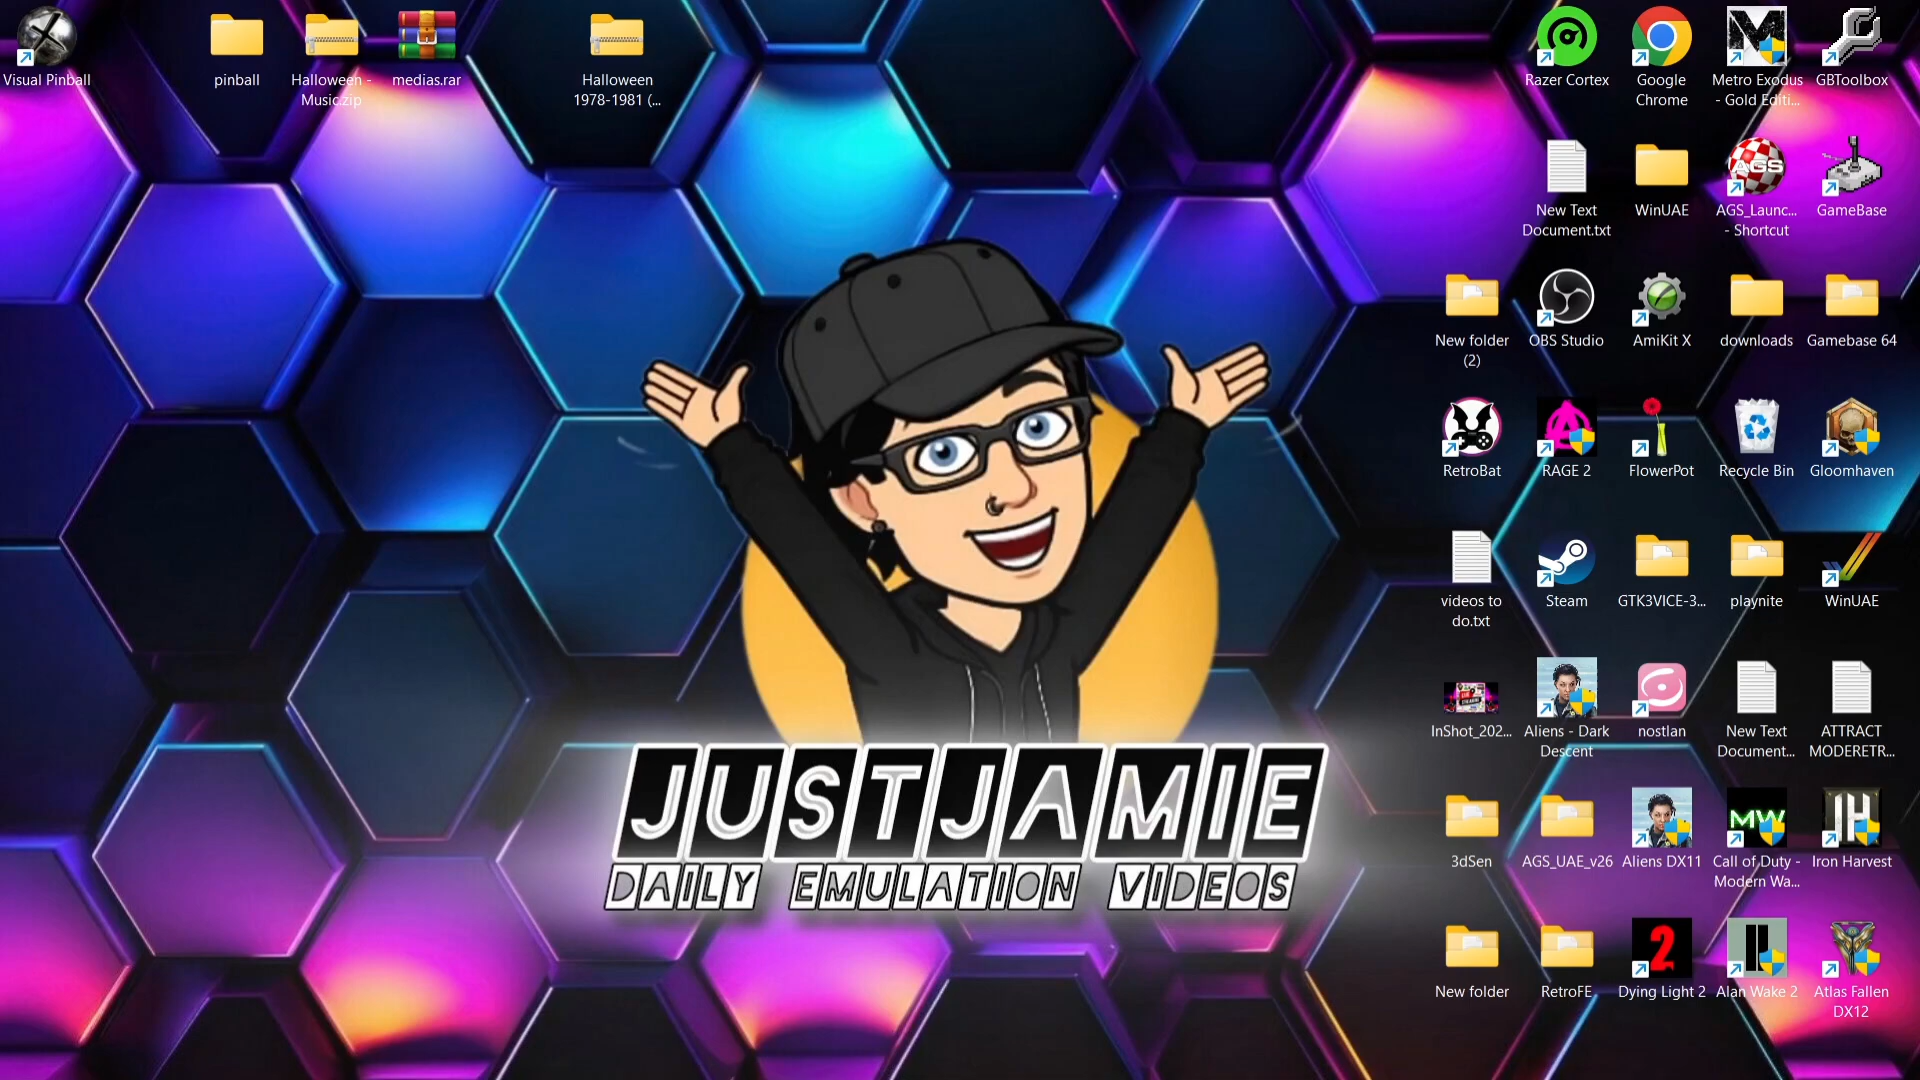 Visual Pinball
pinball
Halloween -
Music.zip
medias.rar
Halloween
1978-1981 (...
Razer Cortex
Google
Chrome
Metro Exodus
- Gold Editi...
GBToolbox
New Text
Document.txt
WinUAE
AGS
AGS_Launc...
- Shortcut
GameBase
New folder
(2)
OBS Studio
AmiKit X
downloads
Gamebase 64
RetroBat
RAGE 2
FlowerPot
Recycle Bin
Gloomhaven
videos to
do.txt
Steam
GTK3VICE-3...
playnite
WinUAE
InShot_202...
Aliens - Dark
Descent
nostlan
New Text
Document...
ATTRACT
MODERETR...
3dSen
AGS_UAE_v26
Aliens DX11
MW
Call of Duty -
Modern Wa...
IH
Iron Harvest
New folder
RetroFE
2
Dying Light 2
Alan Wake 2
Atlas Fallen
DX12
JUSTJAMIE
DAILY EMULATION VIDEOS